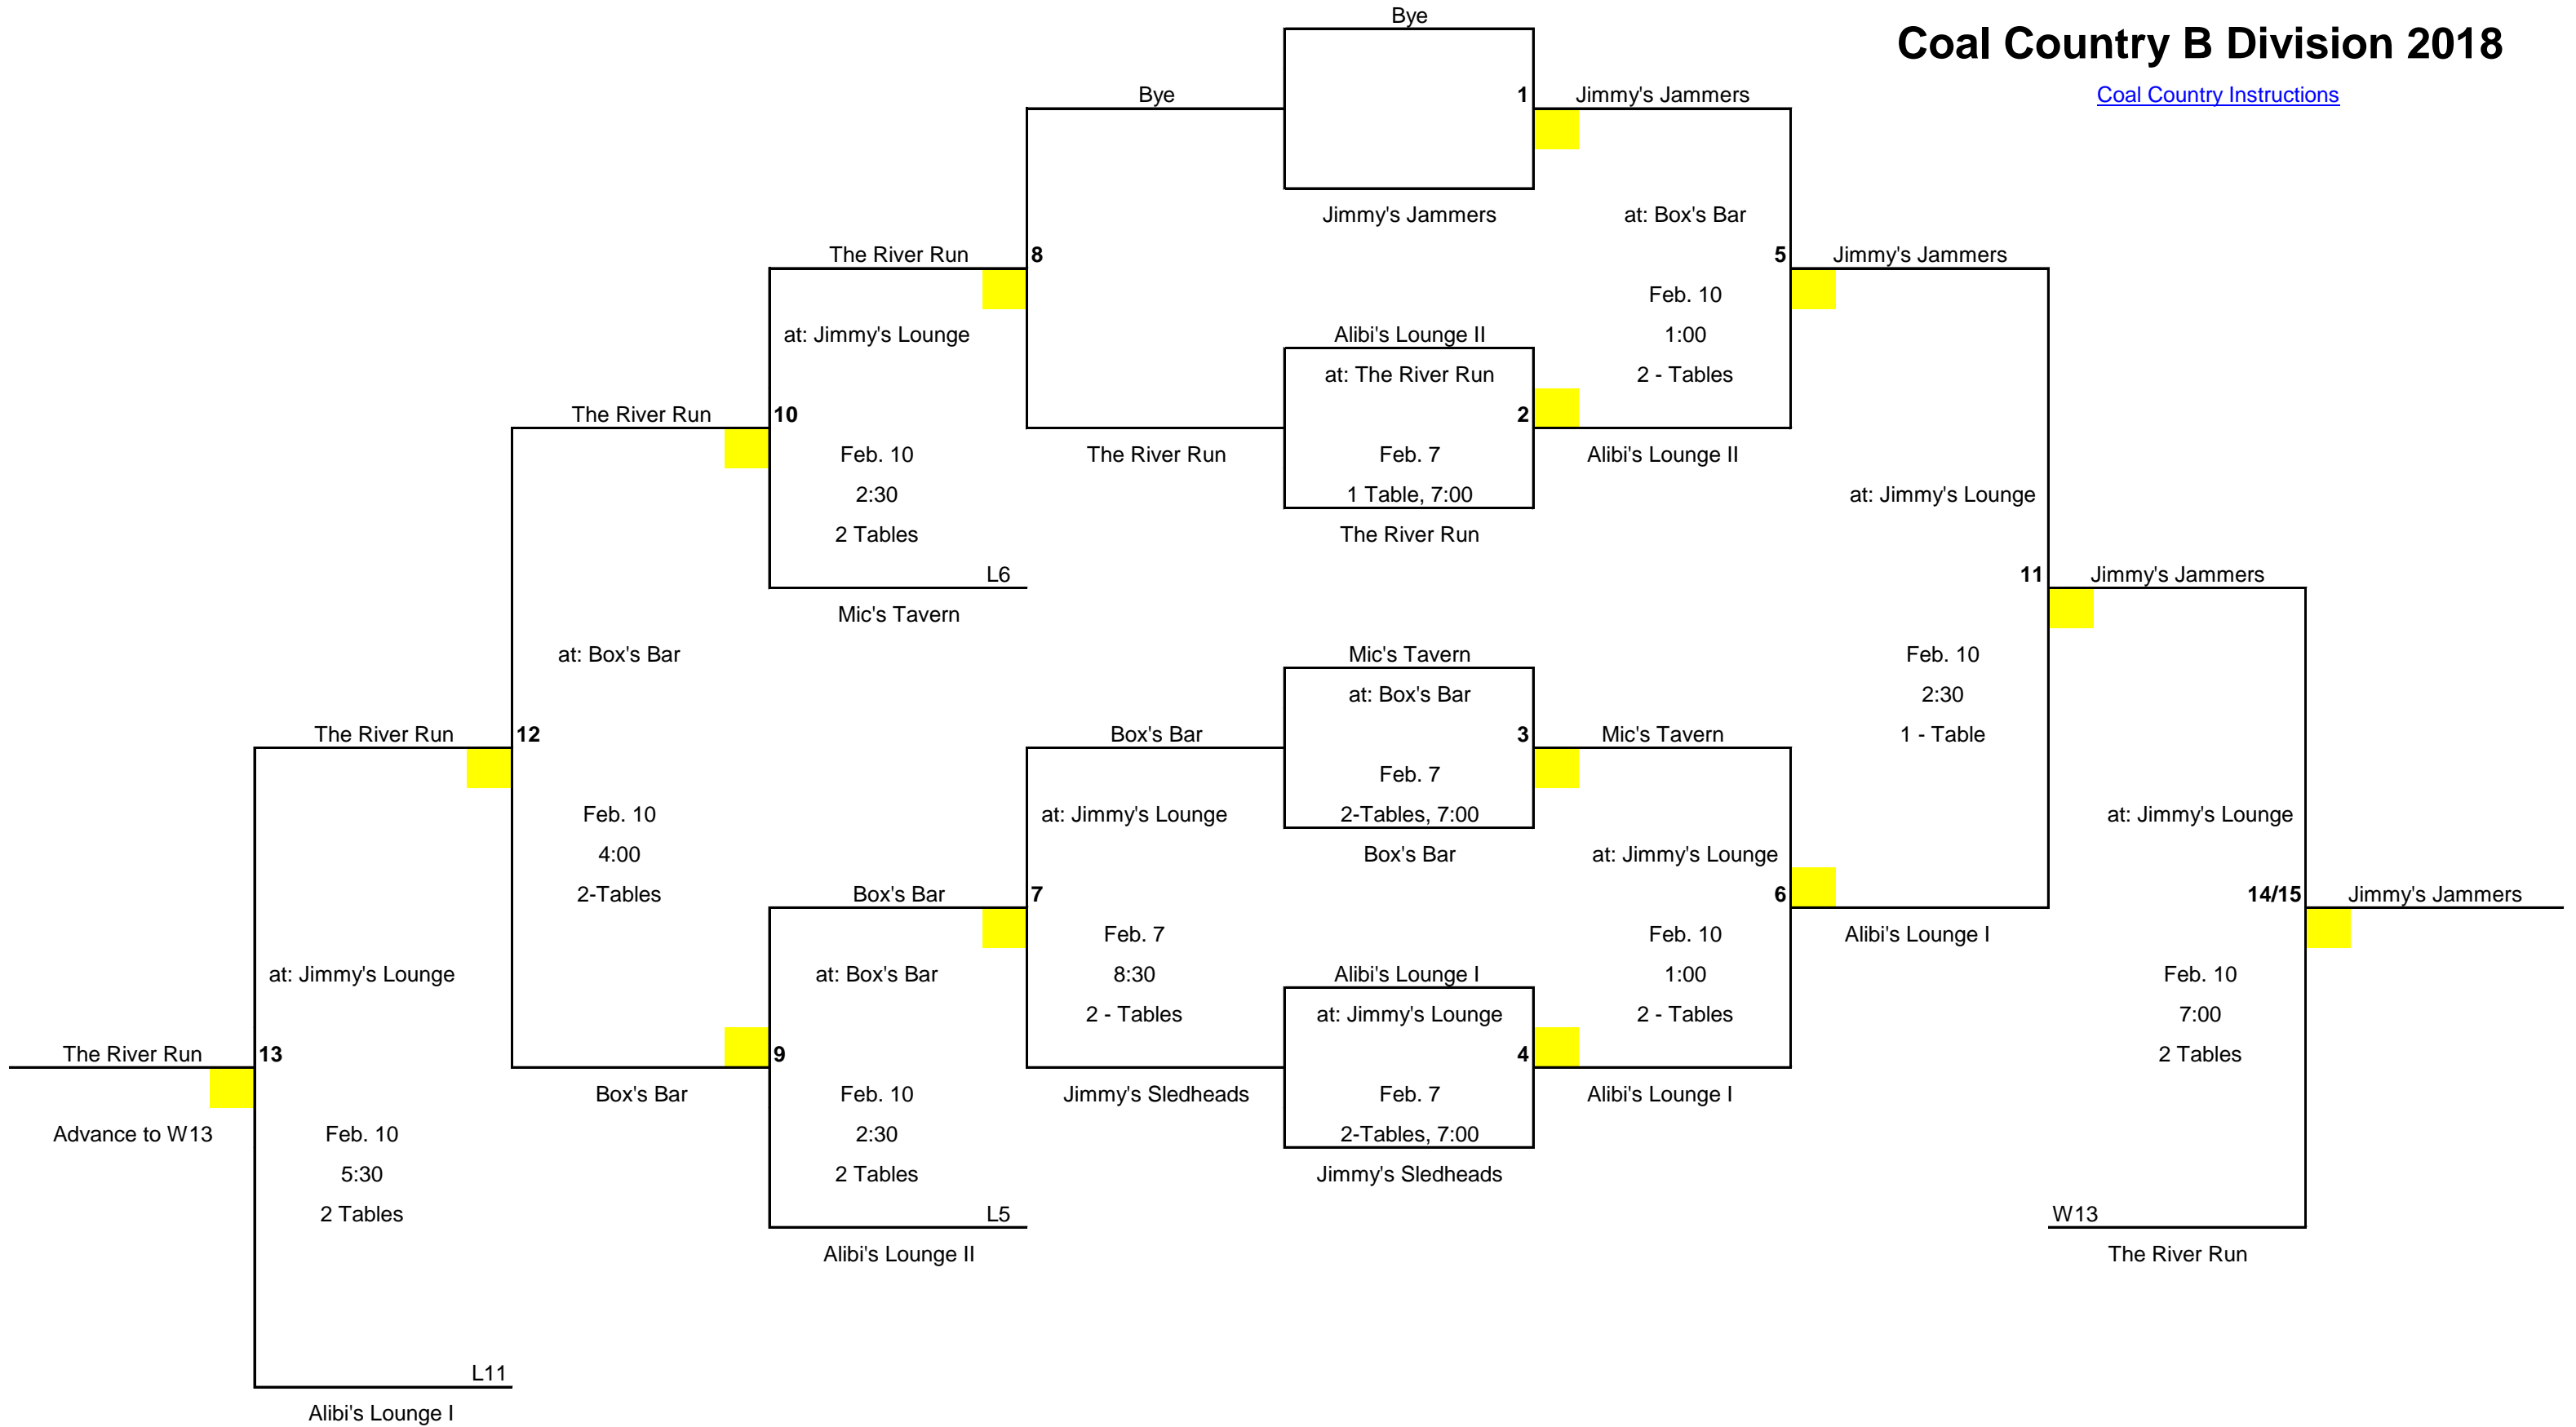 Bye
Coal Country B Division 2018
Bye
1
Jimmy's Jammers
Coal Country Instructions
Jimmy's Jammers
at: Box's Bar
The River Run
8
5
Jimmy's Jammers
Feb. 10
at: Jimmy's Lounge
Alibi's Lounge II
1:00
at: The River Run
2 - Tables
The River Run
10
2
Feb. 10
The River Run
Feb. 7
Alibi's Lounge II
2:30
1 Table, 7:00
at: Jimmy's Lounge
2 Tables
The River Run
L6
11
Jimmy's Jammers
Mic's Tavern
at: Box's Bar
Mic's Tavern
Feb. 10
at: Box's Bar
2:30
The River Run
12
Box's Bar
3
Mic's Tavern
1 - Table
Feb. 7
Feb. 10
at: Jimmy's Lounge
2-Tables, 7:00
at: Jimmy's Lounge
4:00
Box's Bar
at: Jimmy's Lounge
2-Tables
Box's Bar
7
6
14/15
Jimmy's Jammers
Feb. 7
Feb. 10
Alibi's Lounge I
at: Jimmy's Lounge
at: Box's Bar
8:30
Alibi's Lounge I
1:00
Feb. 10
2 - Tables
at: Jimmy's Lounge
2 - Tables
7:00
The River Run
13
9
4
2 Tables
Box's Bar
Feb. 10
Jimmy's Sledheads
Feb. 7
Alibi's Lounge I
Advance to W13
Feb. 10
2:30
2-Tables, 7:00
5:30
2 Tables
Jimmy's Sledheads
2 Tables
L5
W13
Alibi's Lounge II
The River Run
L11
Alibi's Lounge I